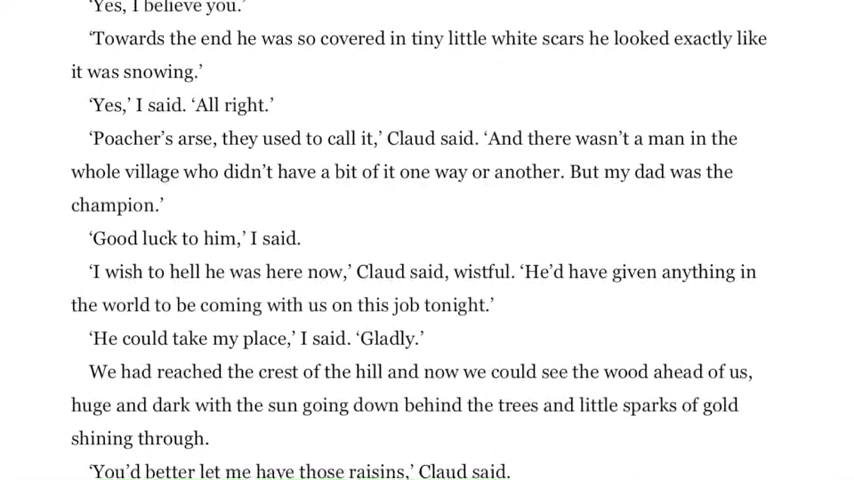 ‘Yes, I believe you.’
‘Towards the end he was so covered in tiny little white scars he looked exactly like
it was snowing.’
‘Yes,’ I said. ‘All right.’
‘Poacher’s arse, they used to call it,’ Claud said. ‘And there wasn’t a man in the
whole village who didn’t have a bit of it one way or another. But my dad was the
champion.’
‘Good luck to him,’ I said.
‘I wish to hell he was here now,’ Claud said, wistful. ‘He’d have given anything in
the world to be coming with us on this job tonight.’
‘He could take my place,’ I said. ‘Gladly.’
We had reached the crest of the hill and now we could see the wood ahead of us,
huge and dark with the sun going down behind the trees and little sparks of gold
shining through.
‘You’d better let me have those raisins,’ Claud said.